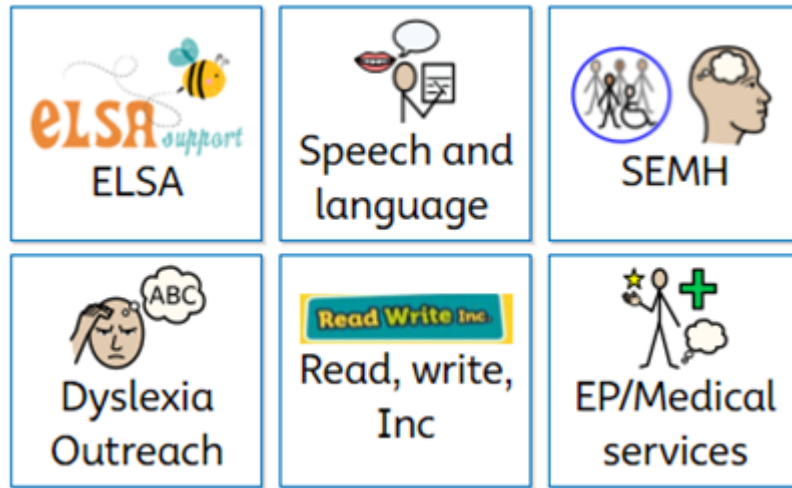 ELSA support
ELSA
Speech and
language
SEMH
ABC
Dyslexia
Outreach
Read Write Inc.
Read, write,
Inc
EP/Medical
services